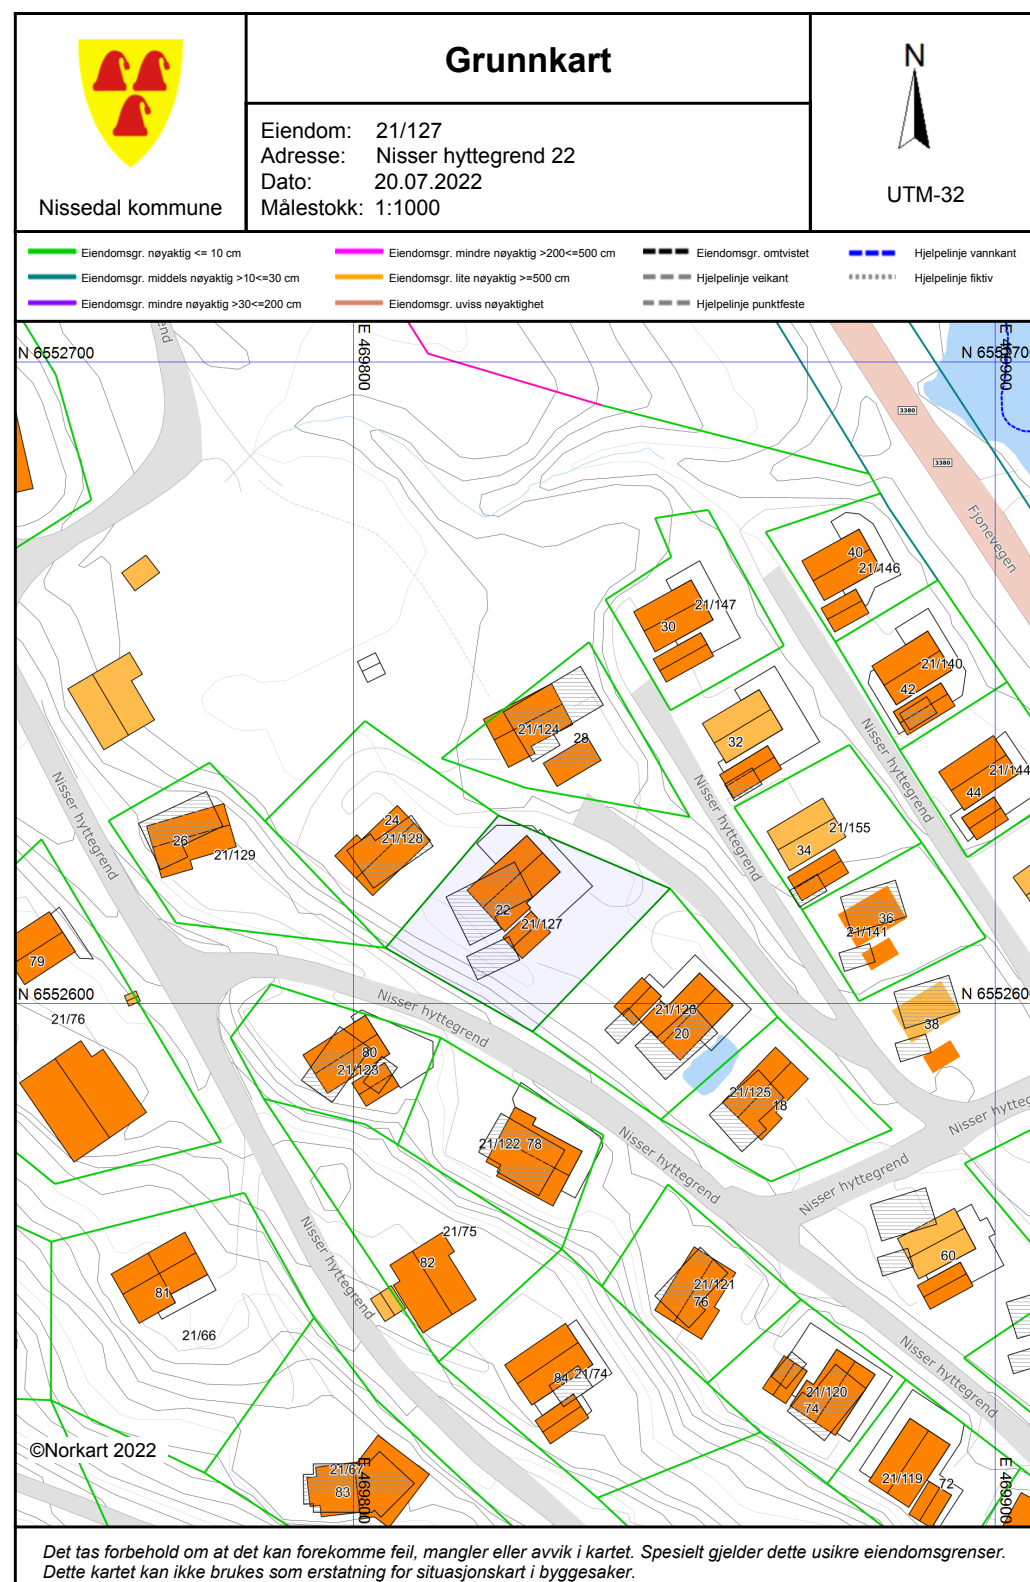 Nissedal kommune
Grunnkart
Eiendom: 21/127
Adresse: Nisser hyttegrend 22
Dato: 20.07.2022
Målestokk: 1:1000
N
UTM-32
Eiendomsgr. nøyaktig <= 10 cm
Eiendomsgr. middels nøyaktig >10<=30 cm
Eiendomsgr. mindre nøyaktig >30<=200 cm
Eiendomsgr. mindre nøyaktig >200<=500 cm
Eiendomsgr. lite nøyaktig >=500 cm
Eiendomsgr. uviss nøyaktighet
Eiendomsgr. omtvistet
Hjelpelinje veikant
Hjelpelinje punktfeste
Hjelpelinje vannkant
Hjelpelinje fiktiv
N 6552700
E 469800
N 6552700
E 469900
3380
3380
Fjonevegen
40
21/146
21/147
30
21/140
42
32
21/124
28
Nisser hyttegrend
21/144
44
Nisser hyttegrend
Nisser hyttegrend
24
21/128
26
21/129
21/155
34
36
21/141
22
21/127
79
N 6552600
21/76
Nisser hyttegrend
N 6552600
21/126
20
38
80
21/123
21/125
18
Nisser hyttegrend
21/122
78
Nisser hyttegrend
Nisser hyttegrend
21/75
82
Nisser hyttegrend
60
81
21/66
21/121
76
84
21/74
21/120
74
Nisser hyttegrend
©Norkart 2022
21/67
83
E 469800
21/119
72
E 469900
Det tas forbehold om at det kan forekomme feil, mangler eller avvik i kartet. Spesielt gjelder dette usikre eiendomsgrenser.
Dette kartet kan ikke brukes som erstatning for situasjonskart i byggesaker.